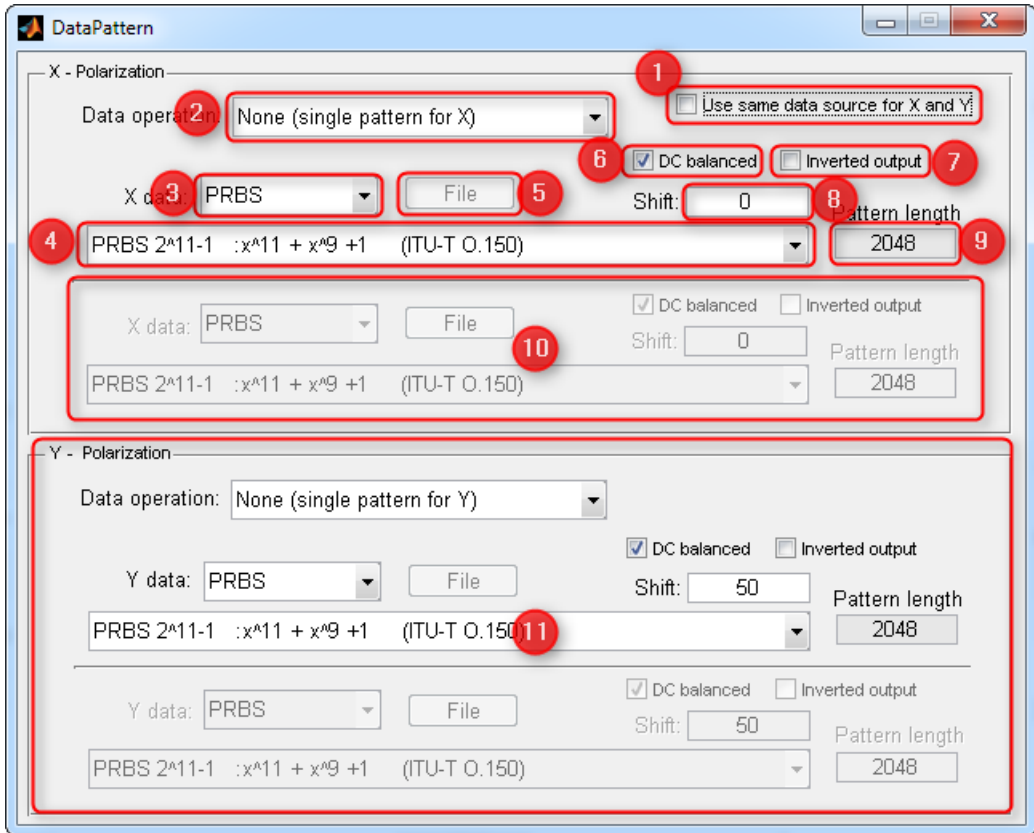 DataPattern
X - Polarization
1
Data operation: 2 None (single pattern for X) Use same data source for X and Y
6 DC balanced Inverted output 7
X data: 3 PRBS File 5 Shift: 0 8 Pattern length
4 PRBS 2^11-1 :x^11 + x^9 +1 (ITU-T O.150) 2048 9
X data: PRBS File DC balanced Inverted output
10 Shift: 0 Pattern length
PRBS 2^11-1 :x^11 + x^9 +1 (ITU-T O.150) 2048
Y - Polarization
Data operation: None (single pattern for Y)
DC balanced Inverted output
Y data: PRBS File Shift: 50 Pattern length
PRBS 2^11-1 :x^11 + x^9 +1 (ITU-T O.150) 11 2048
DC balanced Inverted output
Y data: PRBS File Shift: 50 Pattern length
PRBS 2^11-1 :x^11 + x^9 +1 (ITU-T O.150) 2048